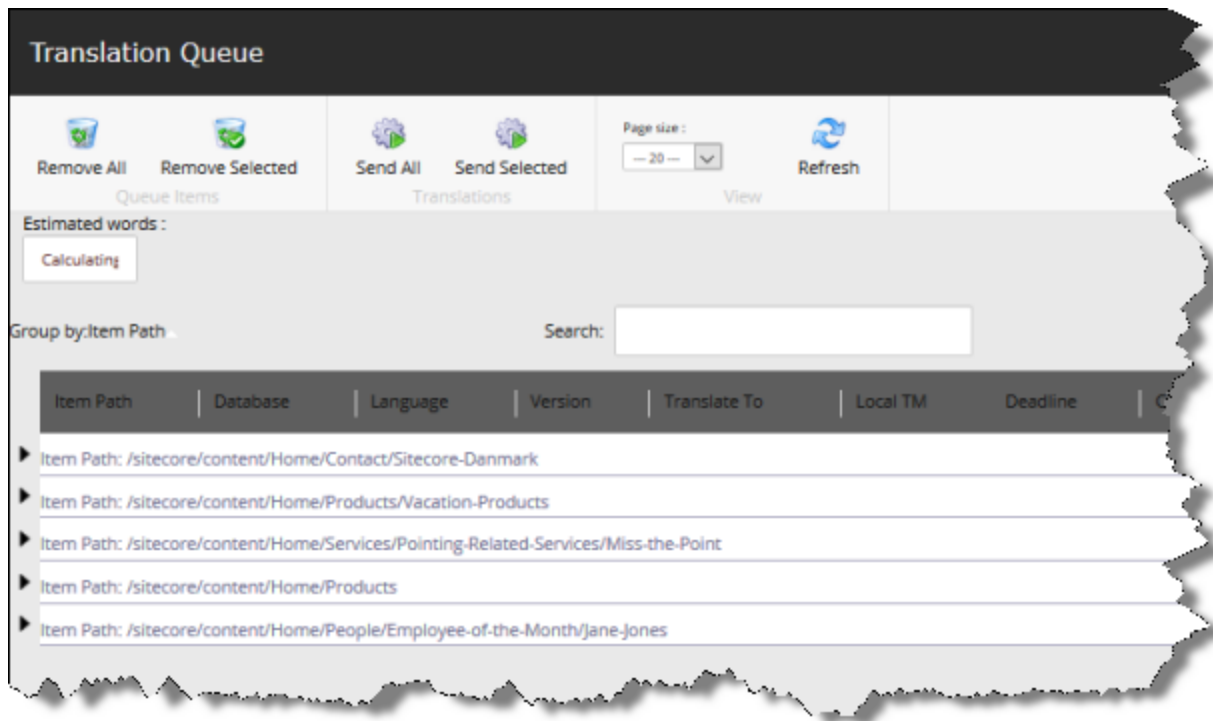 Translation Queue
Remove All Remove Selected Send All Send Selected Page size : --- 20 --- Refresh
Queue Items Translations View
Estimated words :
Calculating
Group by:Item Path Search:
Item Path Database Language Version Translate To Local TM Deadline
Item Path: /sitecore/content/Home/Contact/Sitecore-Danmark
Item Path: /sitecore/content/Home/Products/Vacation-Products
Item Path: /sitecore/content/Home/Services/Pointing-Related-Services/Miss-the-Point
Item Path: /sitecore/content/Home/Products
Item Path: /sitecore/content/Home/People/Employee-of-the-Month/Jane-Jones